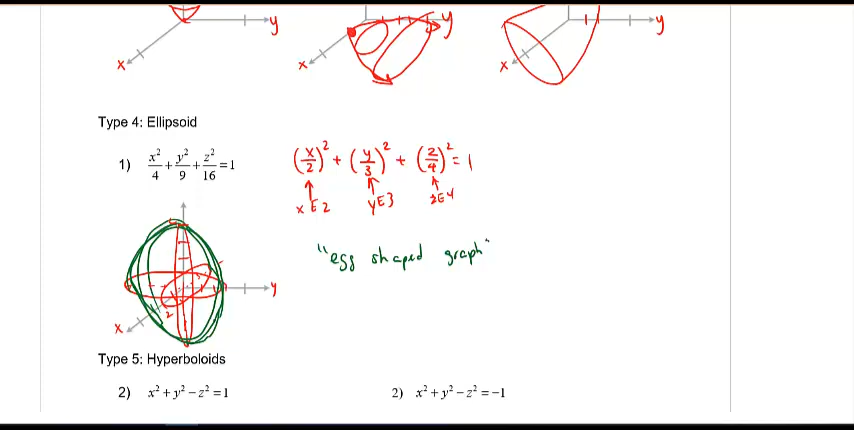 y
y
y
x
x
x
Type 4: Ellipsoid
1) x²/4 + y²/9 + z²/16 = 1
(x/2)² + (y/3)² + (z/4)² = 1
x E 2 y E 3 z E 4
"egg shaped graph"
y
2
x
Type 5: Hyperboloids
2) x² + y² − z² = 1
2) x² + y² − z² = −1